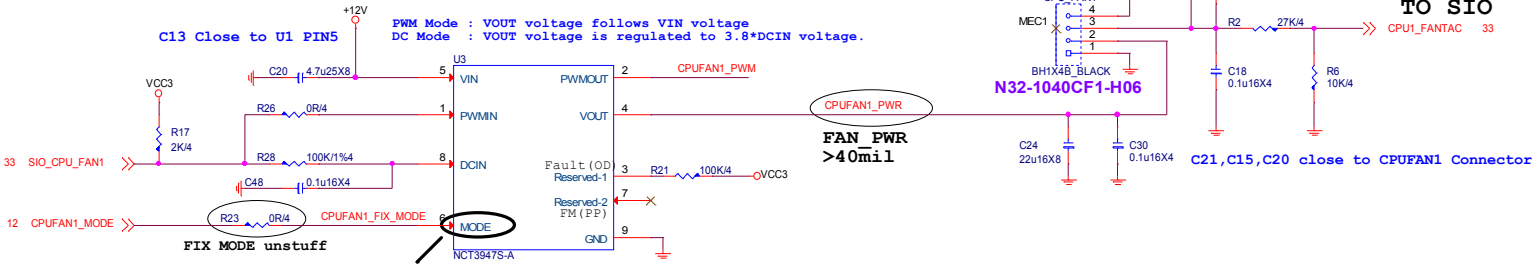 +12V
PWM Mode : VOUT voltage follows VIN voltage
DC Mode : VOUT voltage is regulated to 3.8*DCIN voltage.
C13 Close to U1 PIN5
U3
C20 4.7u25X8
5 VIN
PWMOUT 2
CPUFAN1_PWM
VCC3
R26 0R/4
1 PWMIN
VOUT 4
CPUFAN1_PWR
R17
2K/4
FAN_PWR
>40mil
33 SIO_CPU_FAN1
R28 100K/1%4
8 DCIN
Fault(OD)
Reserved-1 3
R21 100K/4
VCC3
C48 0.1u16X4
Reserved-2 7
FM(PP)
12 CPUFAN1_MODE
R23 0R/4
CPUFAN1_FIX_MODE
6 MODE
FIX MODE unstuff
GND 9
NCT3947S-A
MEC1
4
3
2
1
BH1X4B_BLACK
N32-1040CF1-H06
TO SIO
R2 27K/4
CPU1_FANTAC 33
C18
0.1u16X4
R6
10K/4
C24
22u16X8
C30
0.1u16X4
C21,C15,C20 close to CPUFAN1 Connector